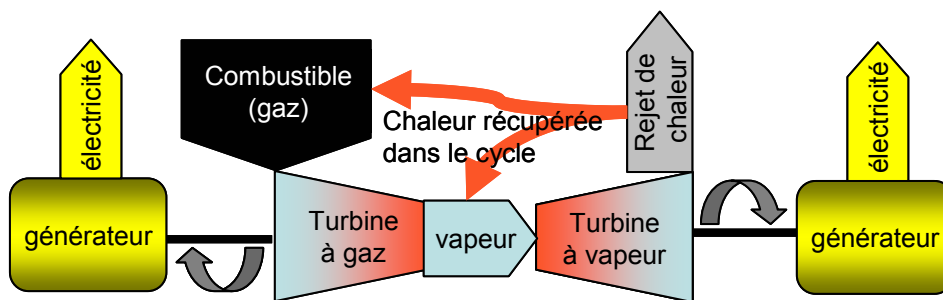 électricité
Combustible
(gaz)
Rejet de
chaleur
électricité
Chaleur récupérée
dans le cycle
générateur
Turbine
à gaz
vapeur
Turbine
à vapeur
générateur